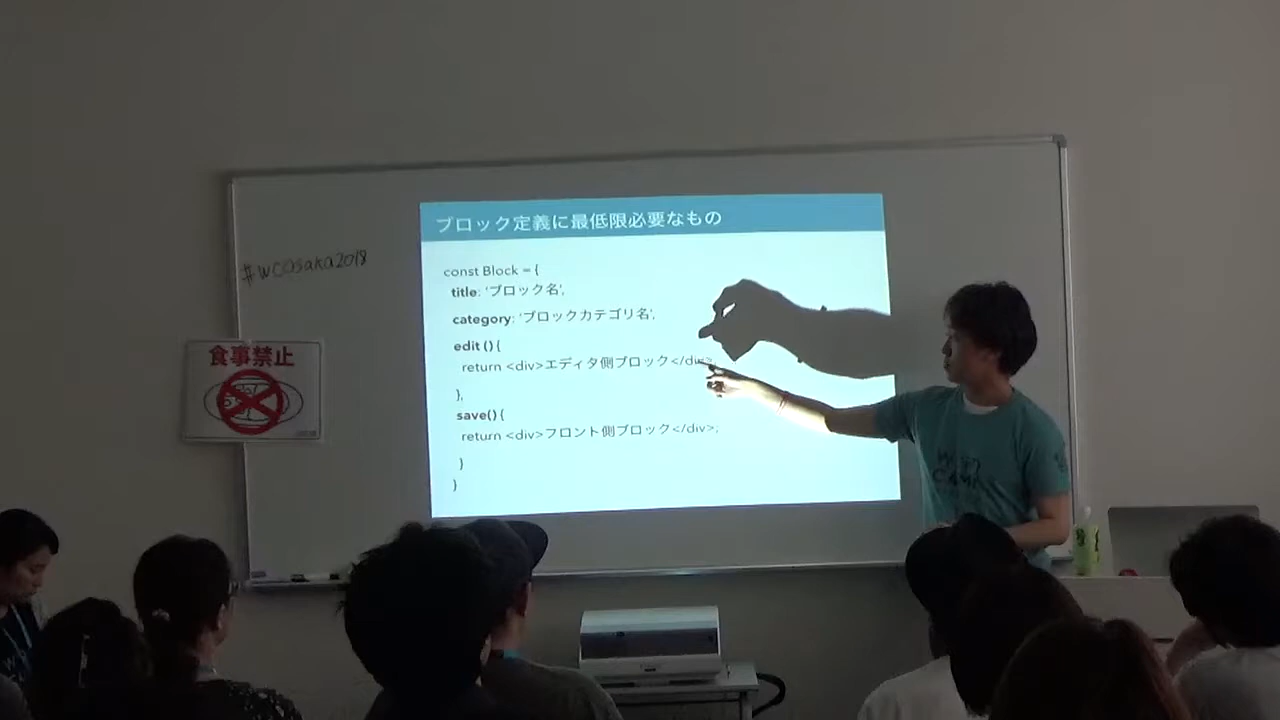 ブロック定義に最低限必要なもの
const Block = {
title: 'ブロック名',
category: 'ブロックカテゴリ名',
edit () {
return <div>エディタ側ブロック</div>;
},
save() {
return <div>フロント側ブロック</div>;
}
}
#wcosaka2018
食事禁止